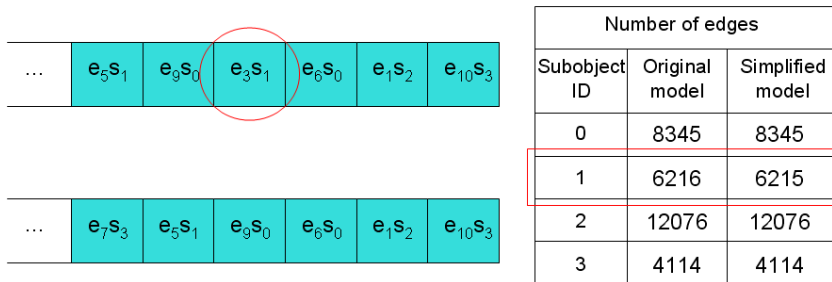 ... e₅s₁ e₉s₀ e₃s₁ e₆s₀ e₁s₂ e₁₀s₃
... e₇s₃ e₅s₁ e₉s₀ e₆s₀ e₁s₂ e₁₀s₃
Number of edges
Subobject ID Original model Simplified model
0 8345 8345
1 6216 6215
2 12076 12076
3 4114 4114